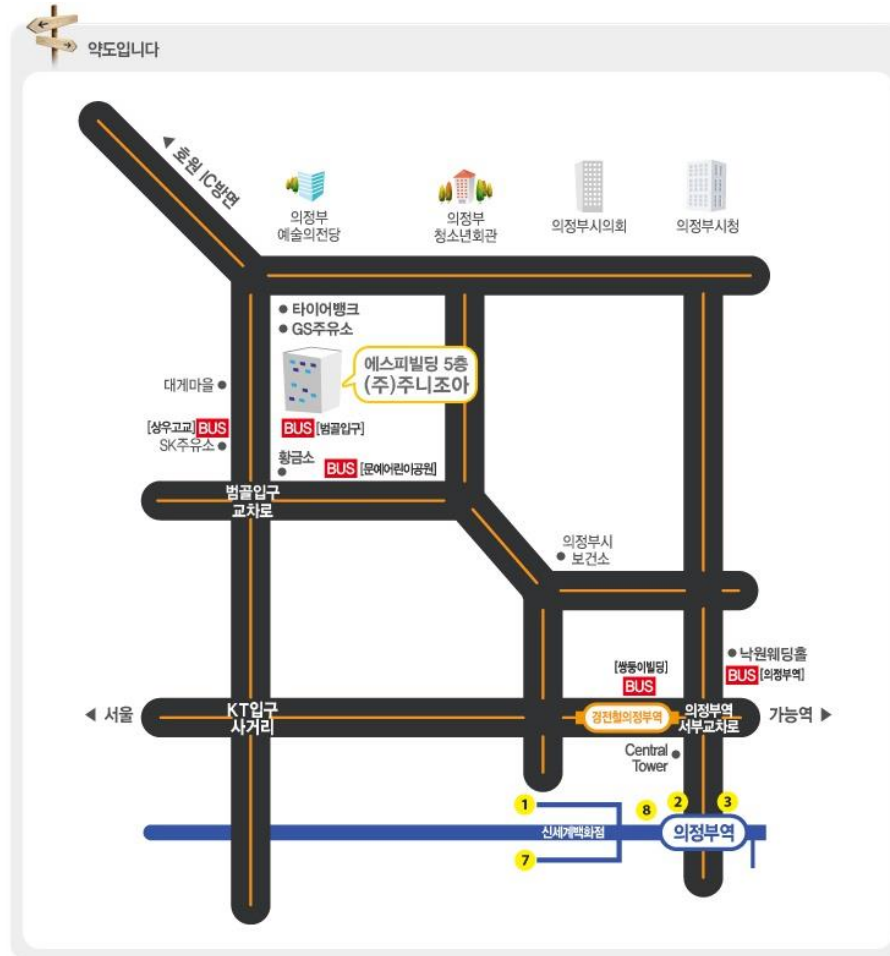 약도입니다
◀ 호원 IC방면
의정부
예술의전당
의정부
청소년회관
의정부시의회
의정부시청
● 타이어뱅크
● GS주유소
에스피빌딩 5층
(주)주니조아
대게마을 ●
[상우고교] BUS
SK주유소 ●
BUS [범골입구]
황금소
●
BUS [문예어린이공원]
범골입구
교차로
의정부시
● 보건소
[쌍둥이빌딩]
BUS
● 낙원웨딩홀
BUS [의정부역]
◀ 서울
KT입구
사거리
경전철의정부역
의정부역
서부교차로
가능역 ▶
Central
Tower ●
1
8
2
3
신세계백화점
의정부역
7